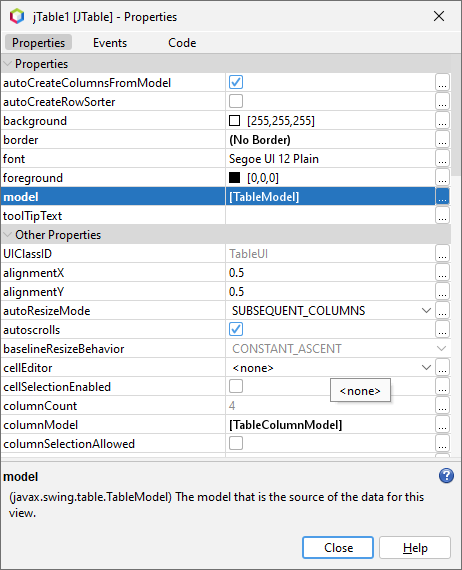 jTable1 [JTable] - Properties
Properties Events Code
Properties
autoCreateColumnsFromModel ...
autoCreateRowSorter ...
background [255,255,255] ...
border (No Border) ...
font Segoe UI 12 Plain ...
foreground [0,0,0] ...
model [TableModel] ...
toolTipText ...
Other Properties
UIClassID TableUI ...
alignmentX 0.5 ...
alignmentY 0.5 ...
autoResizeMode SUBSEQUENT_COLUMNS ...
autoscrolls ...
baselineResizeBehavior CONSTANT_ASCENT ...
cellEditor <none> ...
cellSelectionEnabled ...
<none>
columnCount 4 ...
columnModel [TableColumnModel] ...
columnSelectionAllowed ...
model
?
(javax.swing.table.TableModel) The model that is the source of the data for this
view.
Close Help